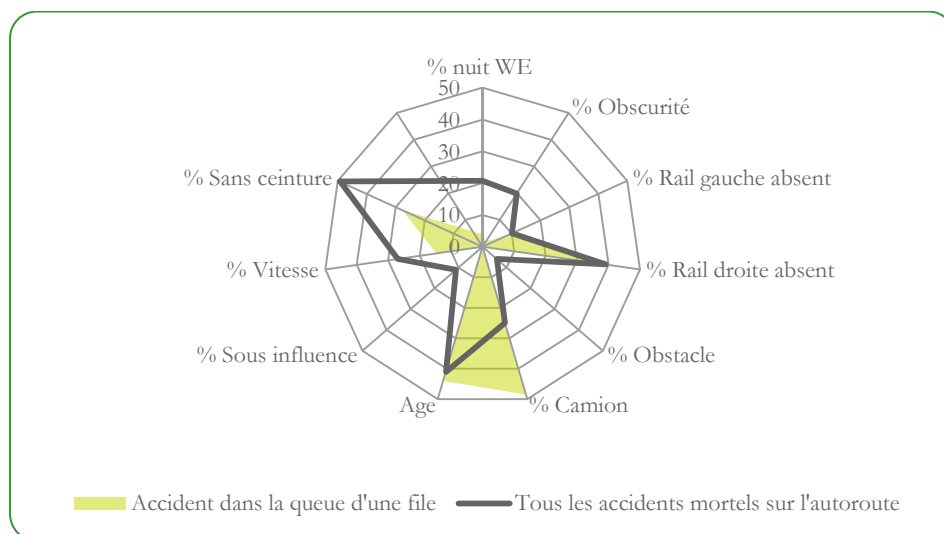 % nuit WE
50
% Obscurité
40
30
% Sans ceinture
20
% Rail gauche absent
10
0
% Vitesse
% Rail droite absent
% Sous influence
% Obstacle
Age
% Camion
Accident dans la queue d'une file
Tous les accidents mortels sur l'autoroute